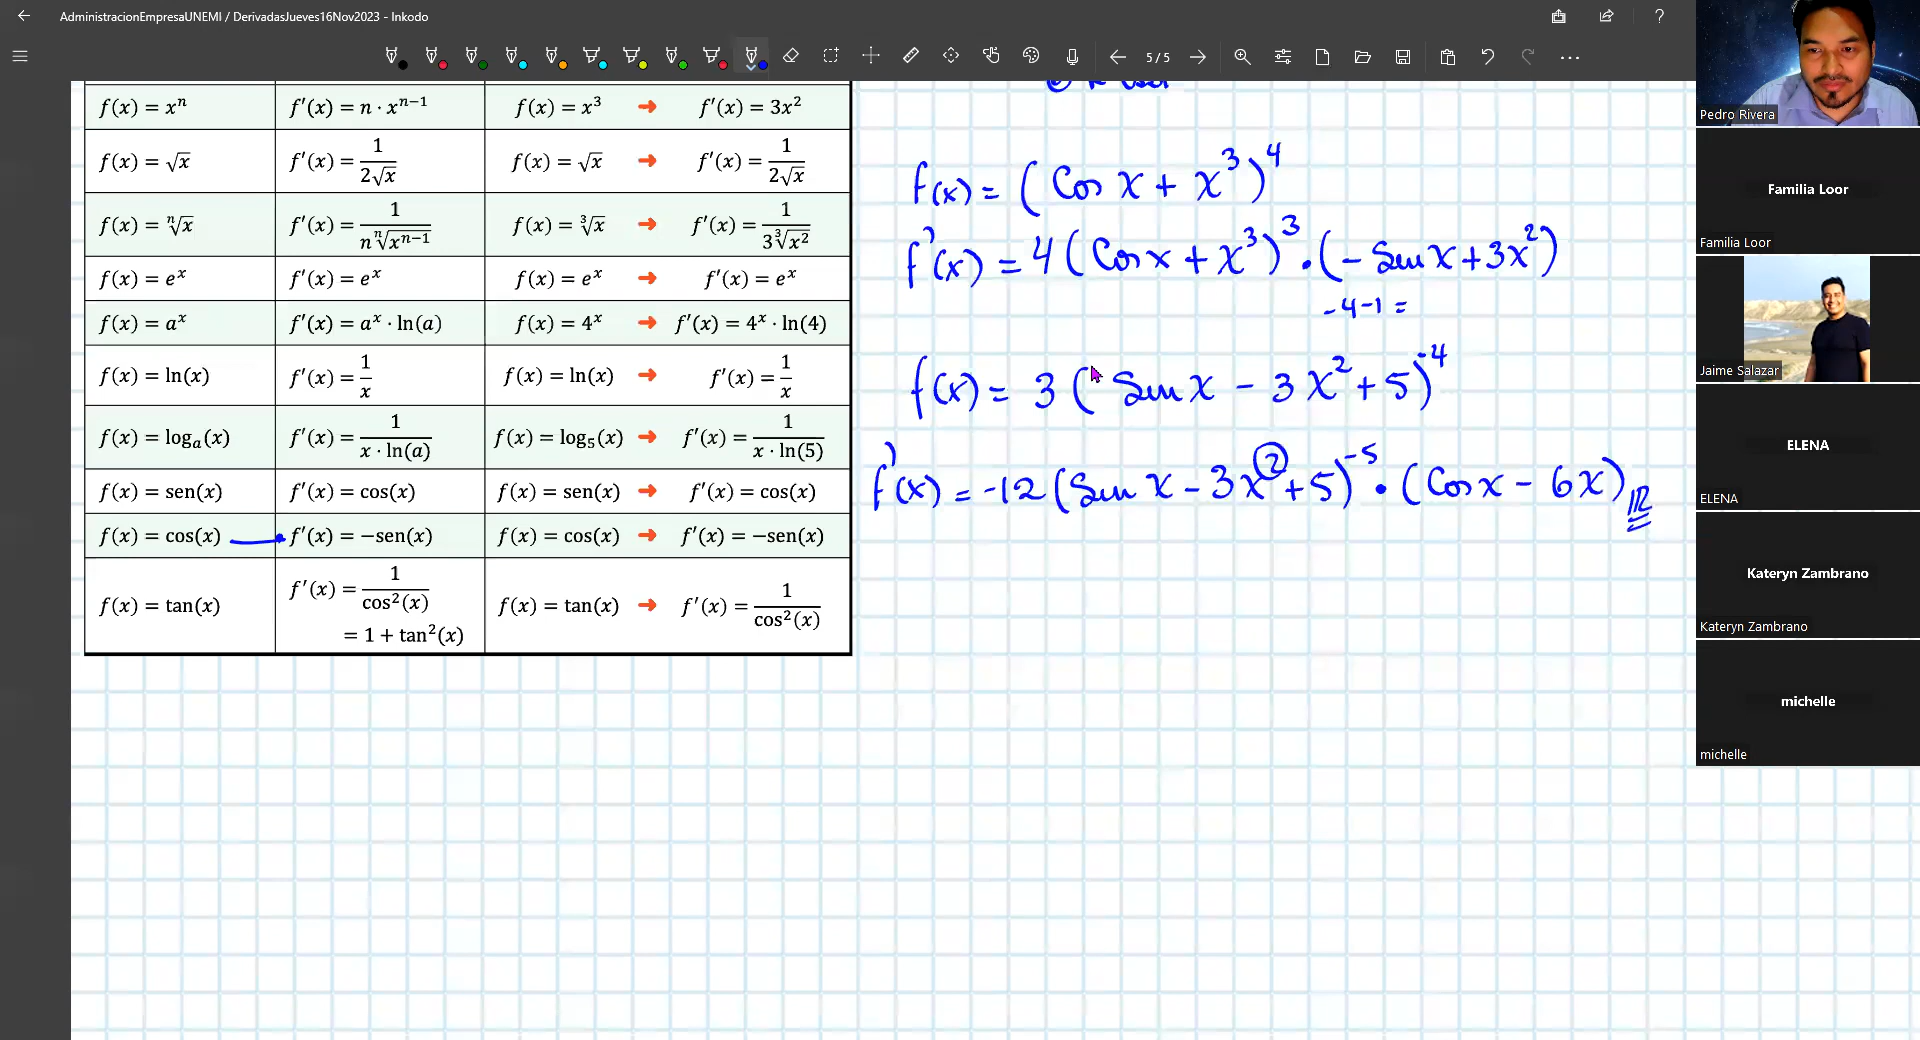 AdministracionEmpresaUNEMI / DerivadasJueves16Nov2023 - Inkodo
5/5
?
f(x) = xⁿ f′(x) = n · xⁿ⁻¹ f(x) = x³ ➜ f′(x) = 3x²
f(x) = √x f′(x) = 1/(2√x) f(x) = √x ➜ f′(x) = 1/(2√x)
f(x) = ⁿ√x f′(x) = 1/(n ⁿ√(xⁿ⁻¹)) f(x) = ³√x ➜ f′(x) = 1/(3 ³√(x²))
f(x) = eˣ f′(x) = eˣ f(x) = eˣ ➜ f′(x) = eˣ
f(x) = aˣ f′(x) = aˣ · ln(a) f(x) = 4ˣ ➜ f′(x) = 4ˣ · ln(4)
f(x) = ln(x) f′(x) = 1/x f(x) = ln(x) ➜ f′(x) = 1/x
f(x) = logₐ(x) f′(x) = 1/(x · ln(a)) f(x) = log₅(x) ➜ f′(x) = 1/(x · ln(5))
f(x) = sen(x) f′(x) = cos(x) f(x) = sen(x) ➜ f′(x) = cos(x)
f(x) = cos(x) f′(x) = −sen(x) f(x) = cos(x) ➜ f′(x) = −sen(x)
f(x) = tan(x) f′(x) = 1/cos²(x) f(x) = tan(x) ➜ f′(x) = 1/cos²(x)
= 1 + tan²(x)
f(x) = (Cos x + x³)⁴
f'(x) = 4 (Cos x + x³)³ · (- Sen x + 3x²)
-4-1 =
f(x) = 3 (Sen x - 3x² + 5)⁻⁴
f'(x) = -12 (Sen x - 3x² + 5)⁻⁵ · (Cos x - 6x)
Pedro Rivera
Familia Loor
Familia Loor
Jaime Salazar
ELENA
ELENA
Kateryn Zambrano
Kateryn Zambrano
michelle
michelle